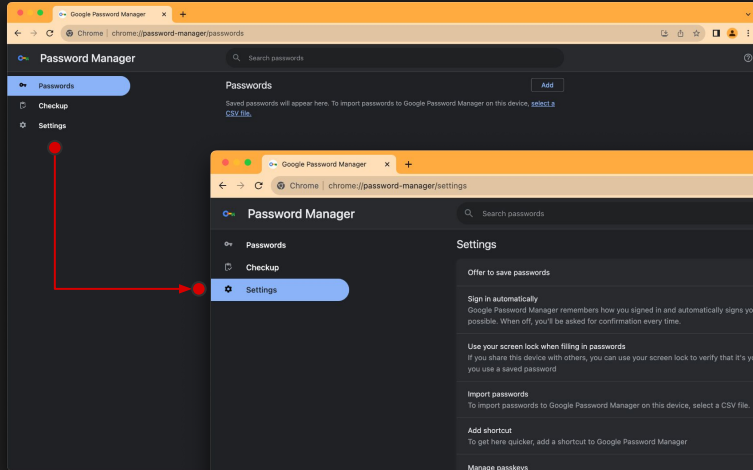 Google Password Manager
Chrome | chrome://password-manager/passwords
Password Manager
Search passwords
Passwords
Checkup
Settings
Passwords
Add
Saved passwords will appear here. To import passwords to Google Password Manager on this device, select a
CSV file.
Google Password Manager
Chrome | chrome://password-manager/settings
Password Manager
Search passwords
Passwords
Checkup
Settings
Settings
Offer to save passwords
Sign in automatically
Google Password Manager remembers how you signed in and automatically signs yo
possible. When off, you'll be asked for confirmation every time.
Use your screen lock when filling in passwords
If you share this device with others, you can use your screen lock to verify that it's y
you use a saved password
Import passwords
To import passwords to Google Password Manager on this device, select a CSV file.
Add shortcut
To get here quicker, add a shortcut to Google Password Manager
Manage passkeys